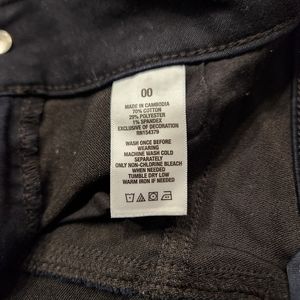 00
MADE IN CAMBODIA
70% COTTON
29% POLYESTER
1% SPANDEX
EXCLUSIVE OF DECORATION
RN154379
WASH ONCE BEFORE
WEARING
MACHINE WASH COLD
SEPARATELY
ONLY NON-CHLORINE BLEACH
WHEN NEEDED
TUMBLE DRY LOW
WARM IRON IF NEEDED